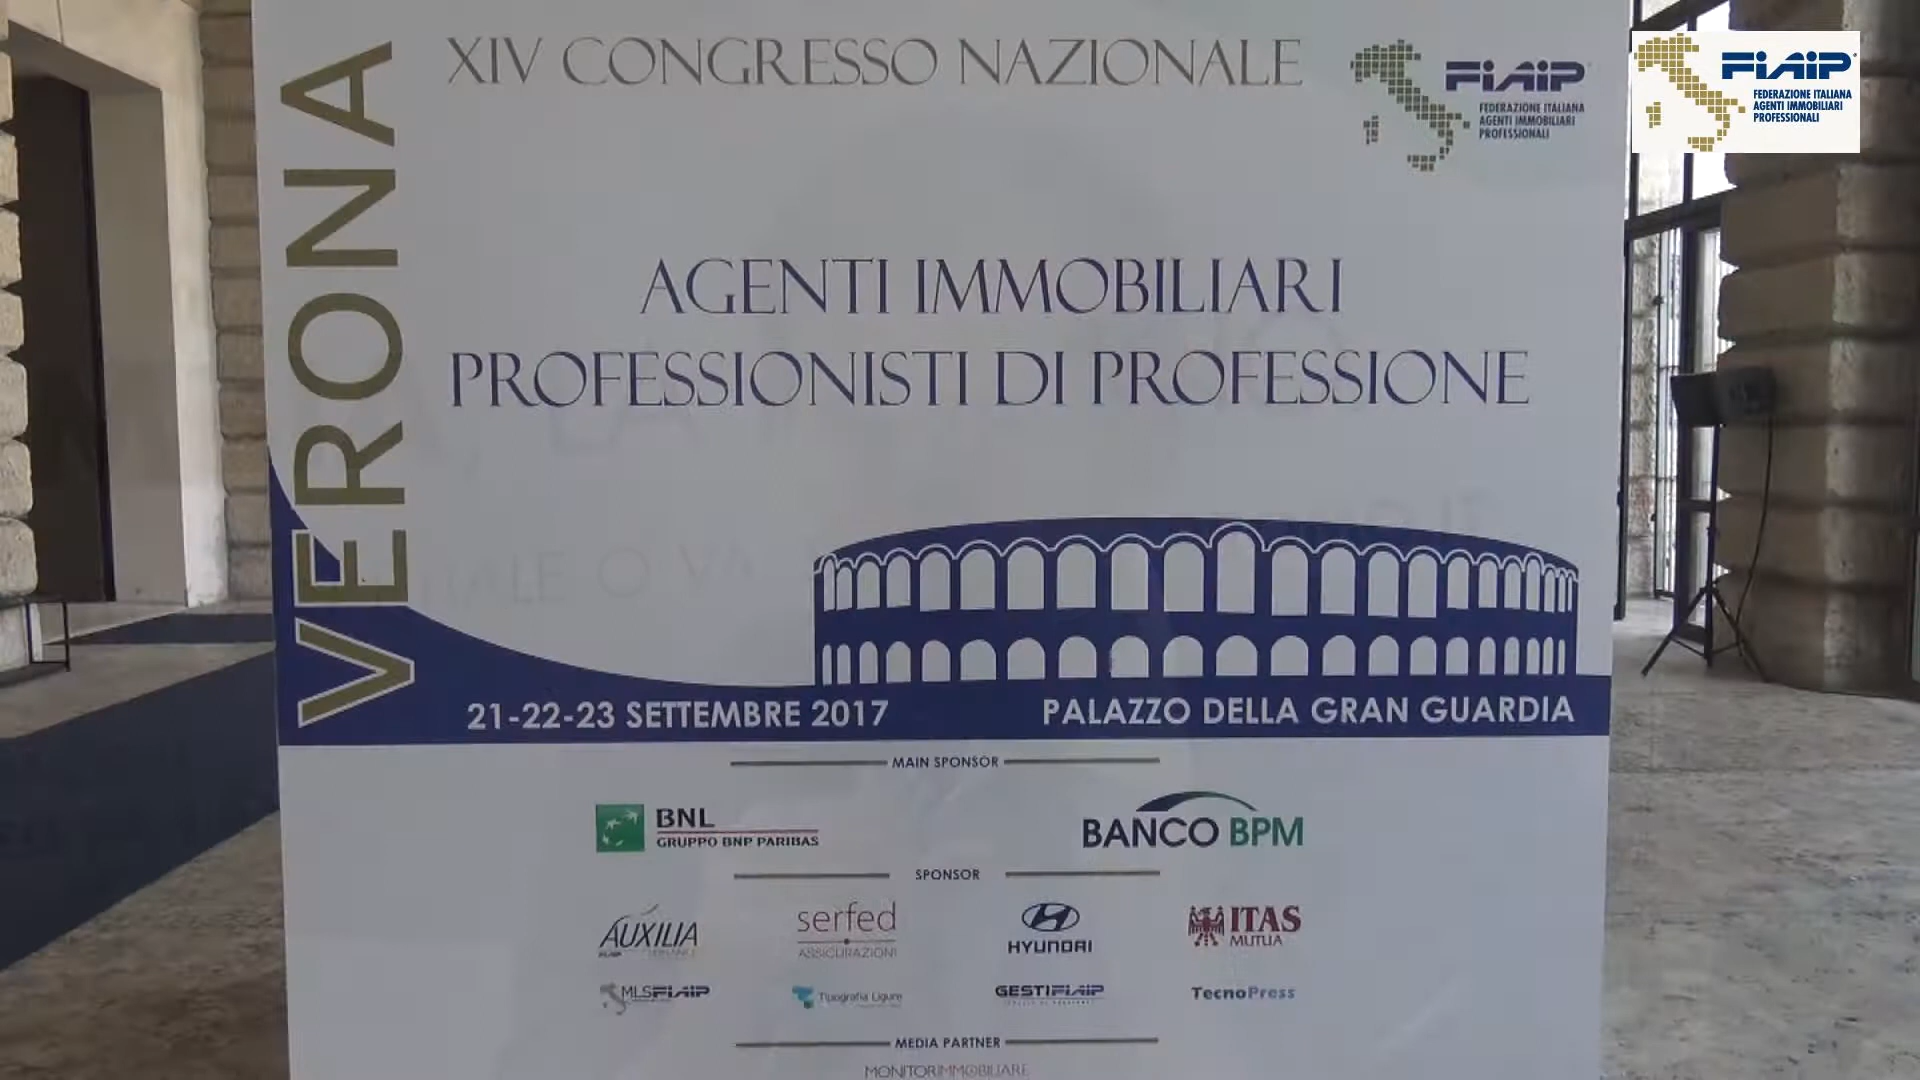 XIV CONGRESSO NAZIONALE
FIAIP
FEDERAZIONE ITALIANA
AGENTI IMMOBILIARI
PROFESSIONALI
FIAIP
FEDERAZIONE ITALIANA
AGENTI IMMOBILIARI
PROFESSIONALI
VERONA
AGENTI IMMOBILIARI
PROFESSIONISTI DI PROFESSIONE
21-22-23 SETTEMBRE 2017
PALAZZO DELLA GRAN GUARDIA
MAIN SPONSOR
BNL
GRUPPO BNP PARIBAS
BANCO BPM
SPONSOR
AUXILIA
FINANCE
serfed
ASSICURAZIONI
HYUNDAI
ITAS
MUTUA
MLSFIAIP
Tipografia Ligure
GESTIFIAIP
TecnoPress
MEDIA PARTNER
MONITORIMMOBILIARE